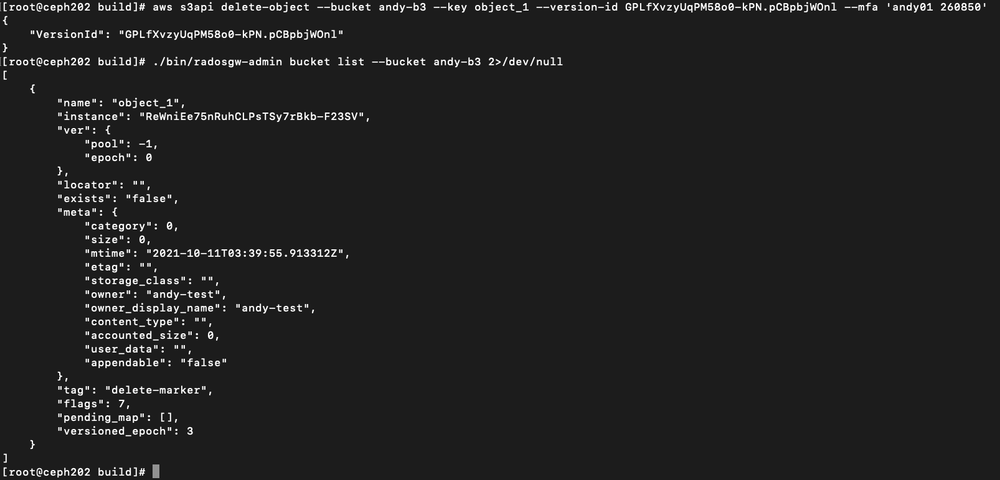 [root@ceph202 build]# aws s3api delete-object --bucket andy-b3 --key object_1 --version-id GPLfXvzyUqPM58o0-kPN.pCBpbjWOnl --mfa 'andy01 260850'
{
    "VersionId": "GPLfXvzyUqPM58o0-kPN.pCBpbjWOnl"
}
[root@ceph202 build]# ./bin/radosgw-admin bucket list --bucket andy-b3 2>/dev/null
[
    {
        "name": "object_1",
        "instance": "ReWniEe75nRuhCLPsTSy7rBkb-F23SV",
        "ver": {
            "pool": -1,
            "epoch": 0
        },
        "locator": "",
        "exists": "false",
        "meta": {
            "category": 0,
            "size": 0,
            "mtime": "2021-10-11T03:39:55.913312Z",
            "etag": "",
            "storage_class": "",
            "owner": "andy-test",
            "owner_display_name": "andy-test",
            "content_type": "",
            "accounted_size": 0,
            "user_data": "",
            "appendable": "false"
        },
        "tag": "delete-marker",
        "flags": 7,
        "pending_map": [],
        "versioned_epoch": 3
    }
]
[root@ceph202 build]#